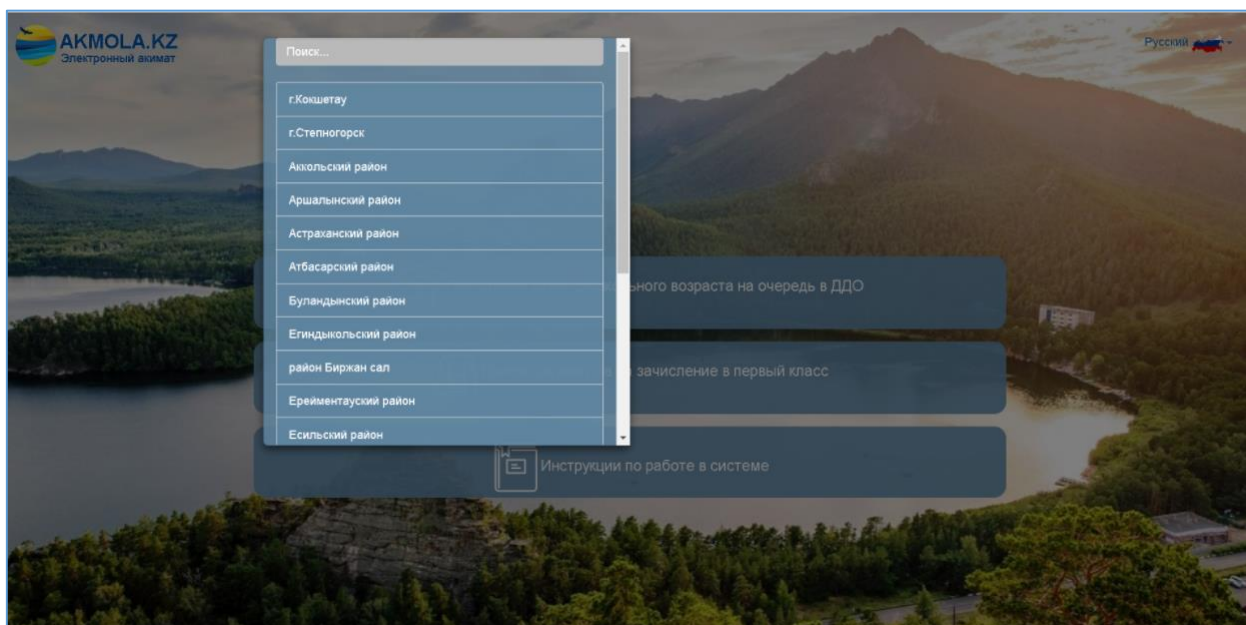 AKMOLA.KZ
Электронный акимат
Русский
Поиск...
г.Кокшетау
г.Степногорск
Аккольский район
Аршалынский район
Астраханский район
Атбасарский район
Буландынский район
Егиндыкольский район
район Биржан сал
Ерейментауский район
Есильский район
возраста на очередь в ДДО
зачисление в первый класс
Инструкции по работе в системе